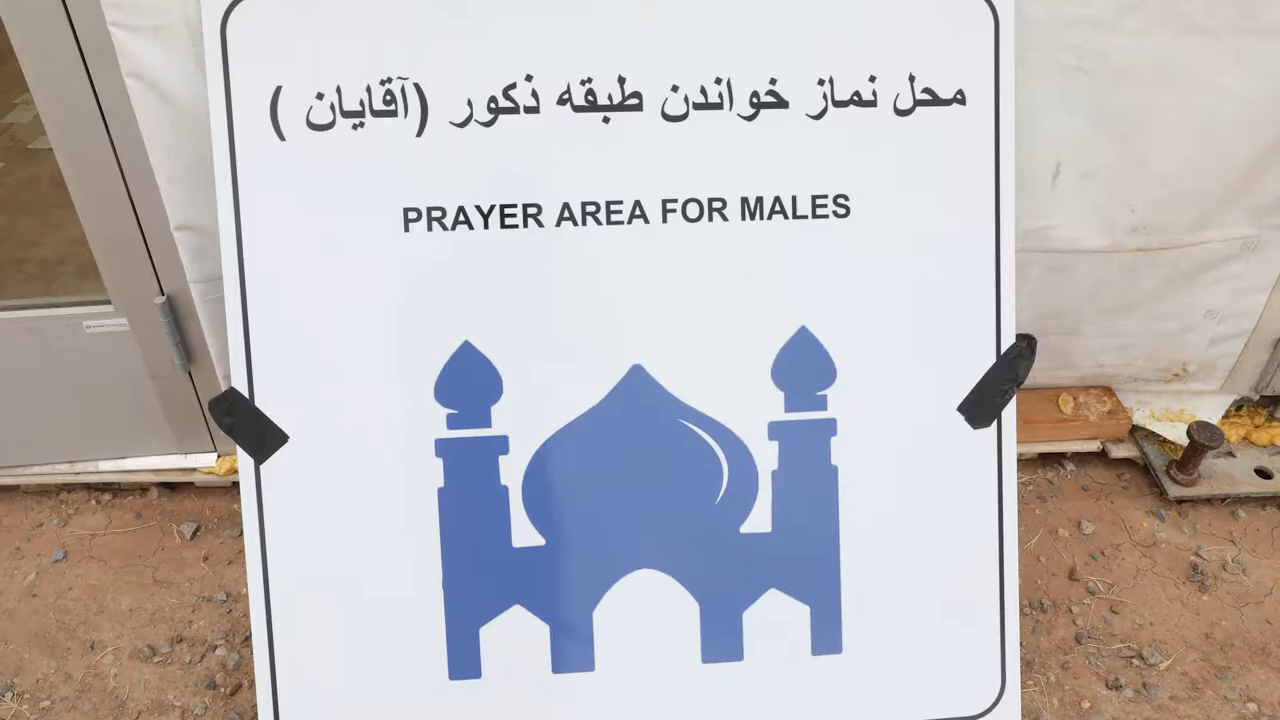 محل نماز خواندن طبقه ذکور (آقایان )
PRAYER AREA FOR MALES